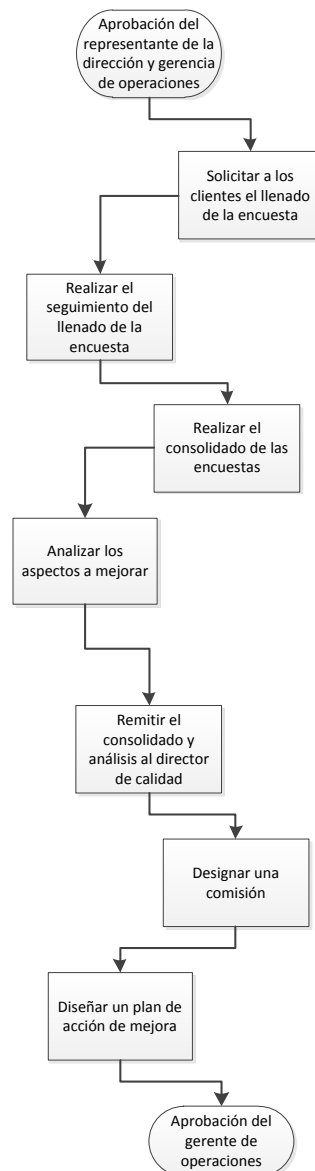 Aprobación del
representante de la
dirección y gerencia
de operaciones
Solicitar a los
clientes el llenado
de la encuesta
Realizar el
seguimiento del
llenado de la
encuesta
Realizar el
consolidado de las
encuestas
Analizar los
aspectos a mejorar
Remitir el
consolidado y
análisis al director
de calidad
Designar una
comisión
Diseñar un plan de
acción de mejora
Aprobación del
gerente de
operaciones